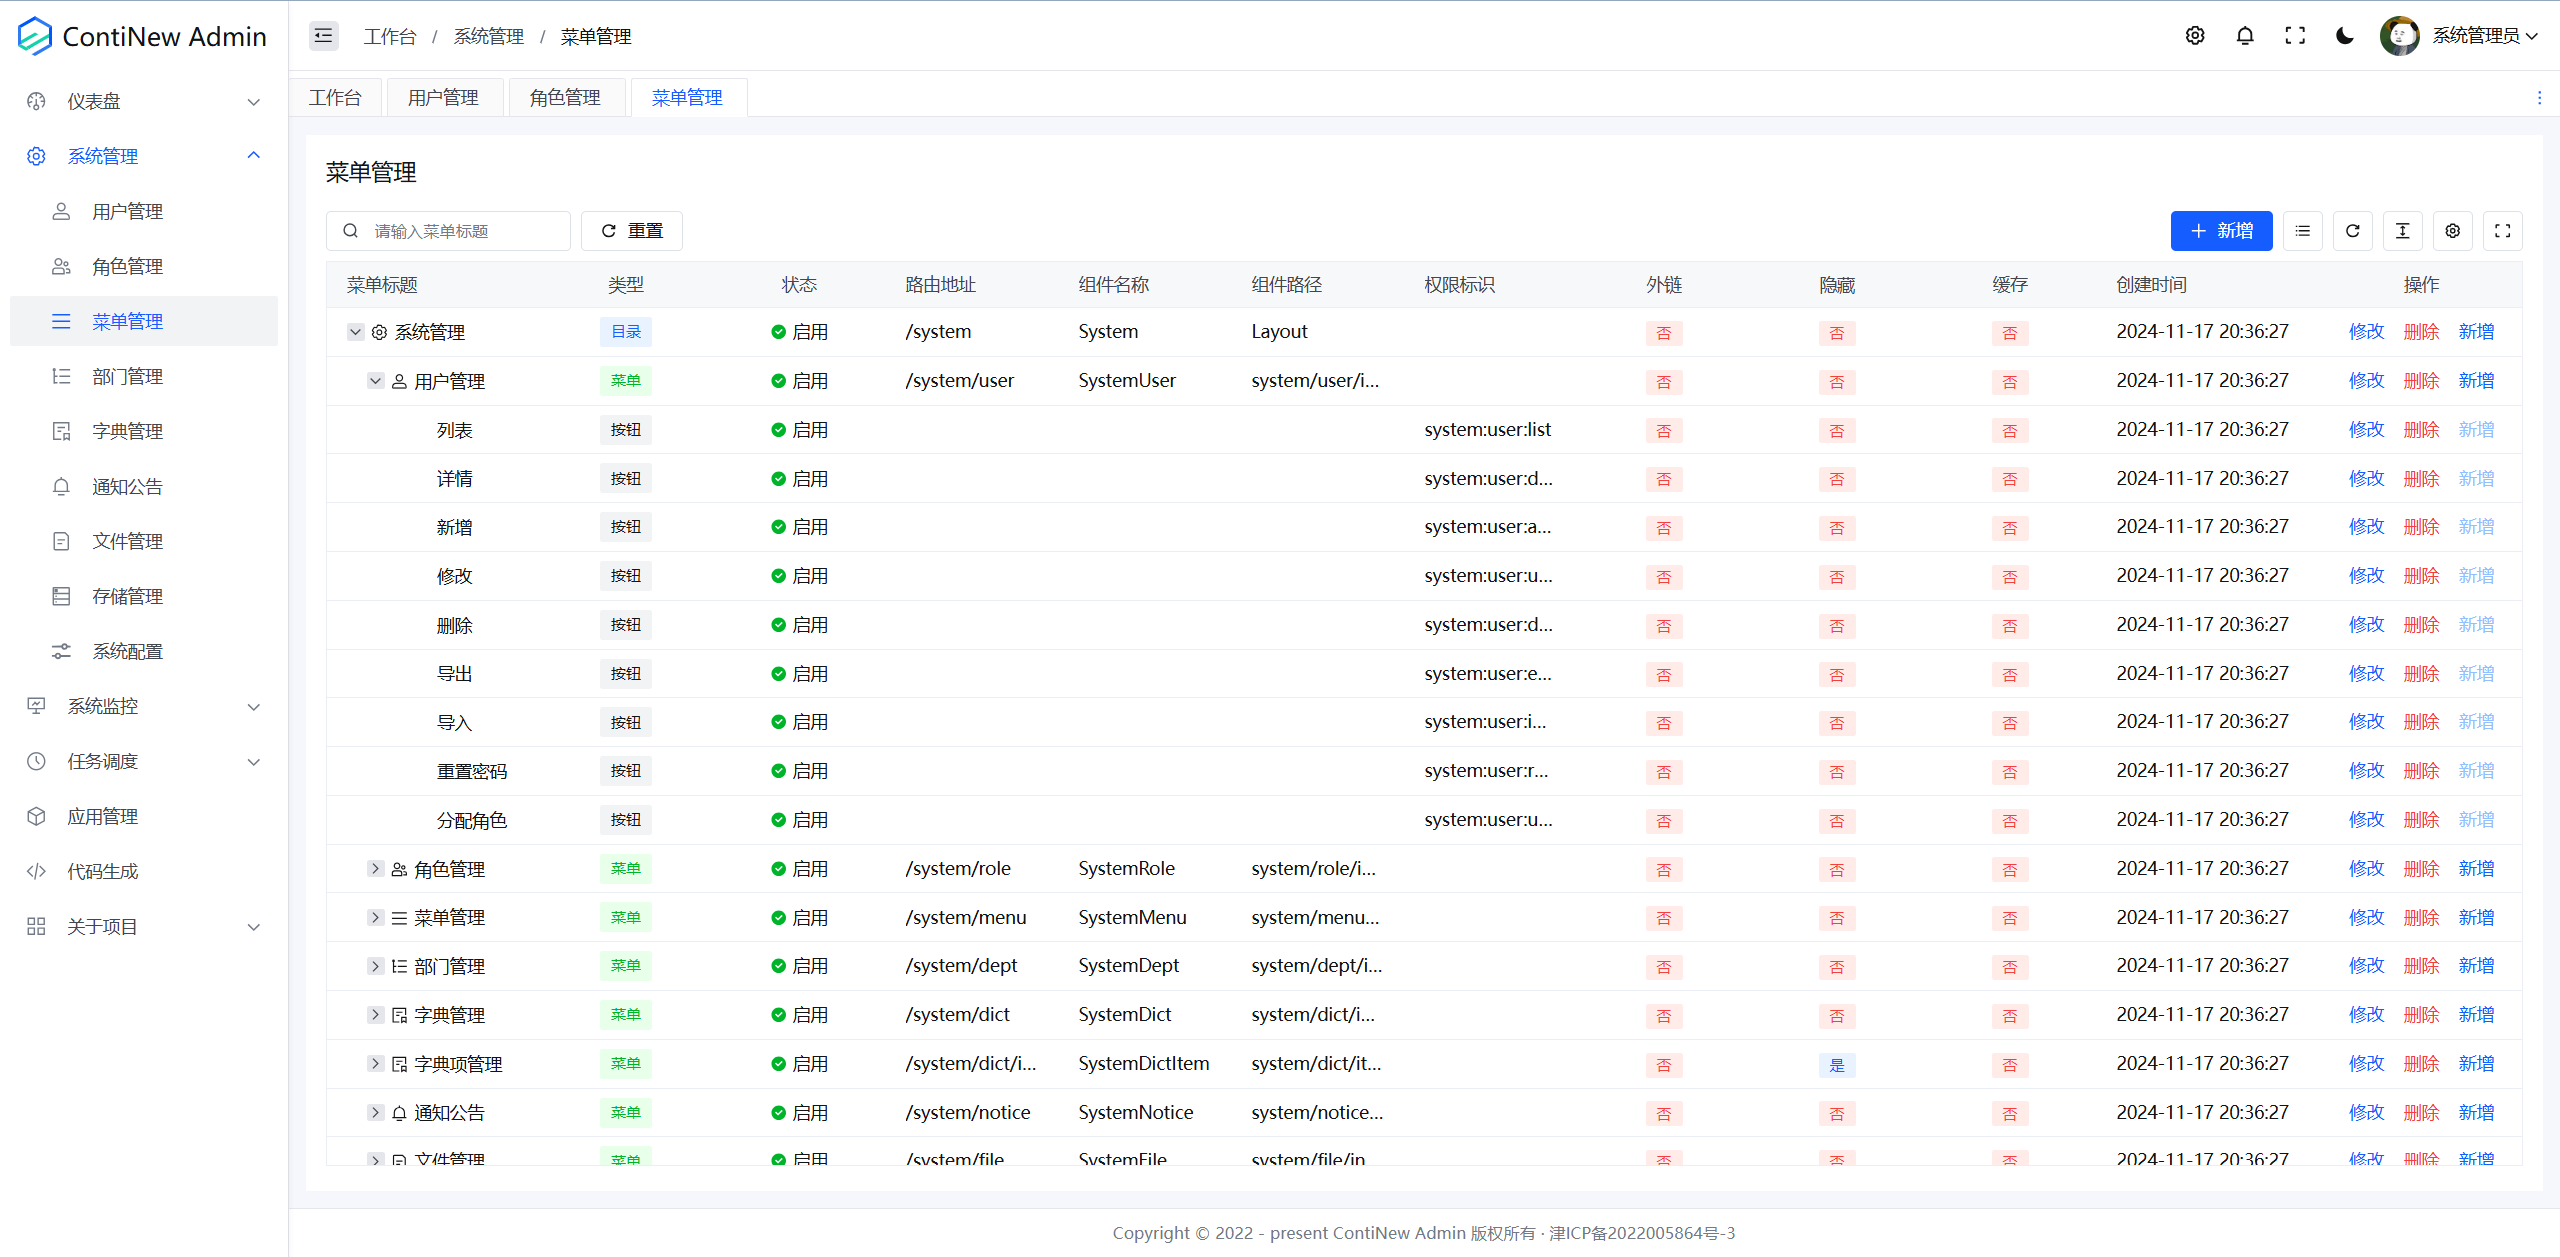 ContiNew Admin
工作台 / 系统管理 / 菜单管理
系统管理员
仪表盘
系统管理
用户管理
角色管理
菜单管理
部门管理
字典管理
通知公告
文件管理
存储管理
系统配置
系统监控
任务调度
应用管理
代码生成
关于项目
工作台 用户管理 角色管理 菜单管理
菜单管理
请输入菜单标题 重置 新增
菜单标题 类型 状态 路由地址 组件名称 组件路径 权限标识 外链 隐藏 缓存 创建时间 操作
系统管理 目录 启用 /system System Layout 否 否 否 2024-11-17 20:36:27 修改 删除 新增
用户管理 菜单 启用 /system/user SystemUser system/user/i... 否 否 否 2024-11-17 20:36:27 修改 删除 新增
列表 按钮 启用 system:user:list 否 否 否 2024-11-17 20:36:27 修改 删除 新增
详情 按钮 启用 system:user:d... 否 否 否 2024-11-17 20:36:27 修改 删除 新增
新增 按钮 启用 system:user:a... 否 否 否 2024-11-17 20:36:27 修改 删除 新增
修改 按钮 启用 system:user:u... 否 否 否 2024-11-17 20:36:27 修改 删除 新增
删除 按钮 启用 system:user:d... 否 否 否 2024-11-17 20:36:27 修改 删除 新增
导出 按钮 启用 system:user:e... 否 否 否 2024-11-17 20:36:27 修改 删除 新增
导入 按钮 启用 system:user:i... 否 否 否 2024-11-17 20:36:27 修改 删除 新增
重置密码 按钮 启用 system:user:r... 否 否 否 2024-11-17 20:36:27 修改 删除 新增
分配角色 按钮 启用 system:user:u... 否 否 否 2024-11-17 20:36:27 修改 删除 新增
角色管理 菜单 启用 /system/role SystemRole system/role/i... 否 否 否 2024-11-17 20:36:27 修改 删除 新增
菜单管理 菜单 启用 /system/menu SystemMenu system/menu... 否 否 否 2024-11-17 20:36:27 修改 删除 新增
部门管理 菜单 启用 /system/dept SystemDept system/dept/i... 否 否 否 2024-11-17 20:36:27 修改 删除 新增
字典管理 菜单 启用 /system/dict SystemDict system/dict/i... 否 否 否 2024-11-17 20:36:27 修改 删除 新增
字典项管理 菜单 启用 /system/dict/i... SystemDictItem system/dict/it... 否 是 否 2024-11-17 20:36:27 修改 删除 新增
通知公告 菜单 启用 /system/notice SystemNotice system/notice... 否 否 否 2024-11-17 20:36:27 修改 删除 新增
文件管理 菜单 启用 /system/file SystemFile system/file/in 否 否 否 2024-11-17 20:36:27 修改 删除 新增
Copyright © 2022 - present ContiNew Admin 版权所有 · 津ICP备2022005864号-3